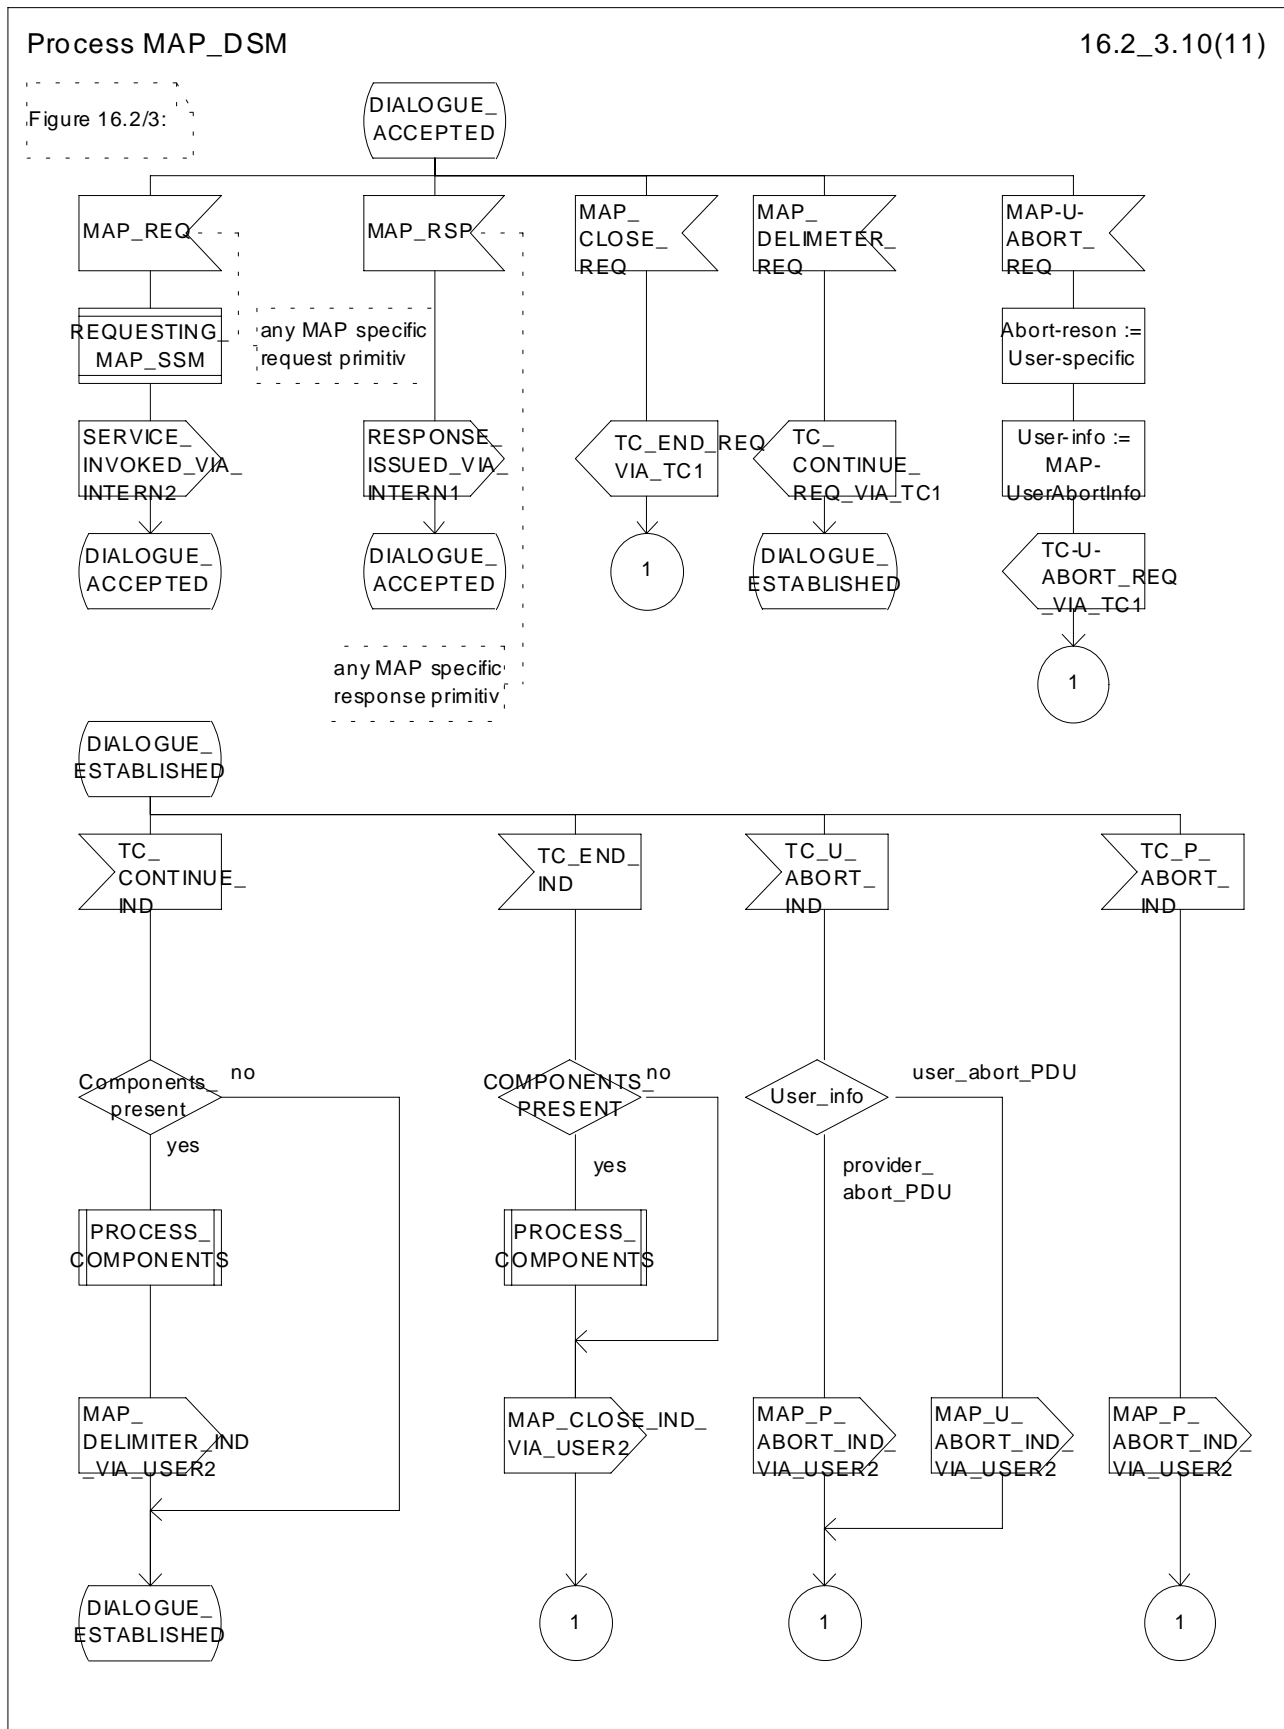 Process MAP_DSM
16.2_3.10(11)
Figure 16.2/3:
DIALOGUE_
ACCEPTED
MAP_REQ
MAP_RSP
MAP_
CLOSE_
REQ
MAP_
DELIMETER_
REQ
MAP-U-
ABORT_
REQ
REQUESTING_
MAP_SSM
any MAP specific
request primitiv
Abort-reson :=
User-specific
SERVICE_
INVOKED_VIA_
INTERN2
RESPONSE_
ISSUED_VIA_
INTERN1
TC_END_REQ
VIA_TC1
TC_
CONTINUE_
REQ_VIA_TC1
User-info :=
MAP-
UserAbortInfo
DIALOGUE_
ACCEPTED
DIALOGUE_
ACCEPTED
1
DIALOGUE_
ESTABLISHED
TC-U-
ABORT_REQ
_VIA_TC1
any MAP specific
response primitiv
1
DIALOGUE_
ESTABLISHED
TC_
CONTINUE_
IND
TC_END_
IND
TC_U_
ABORT_
IND
TC_P_
ABORT_
IND
Components_
present
no
yes
COMPONENTS_
PRESENT
no
yes
User_info
user_abort_PDU
provider_
abort_PDU
PROCESS_
COMPONENTS
PROCESS_
COMPONENTS
MAP_
DELIMITER_IND
_VIA_USER2
MAP_CLOSE_IND_
VIA_USER2
MAP_P_
ABORT_IND_
VIA_USER2
MAP_U_
ABORT_IND_
VIA_USER2
MAP_P_
ABORT_IND_
VIA_USER2
DIALOGUE_
ESTABLISHED
1
1
1